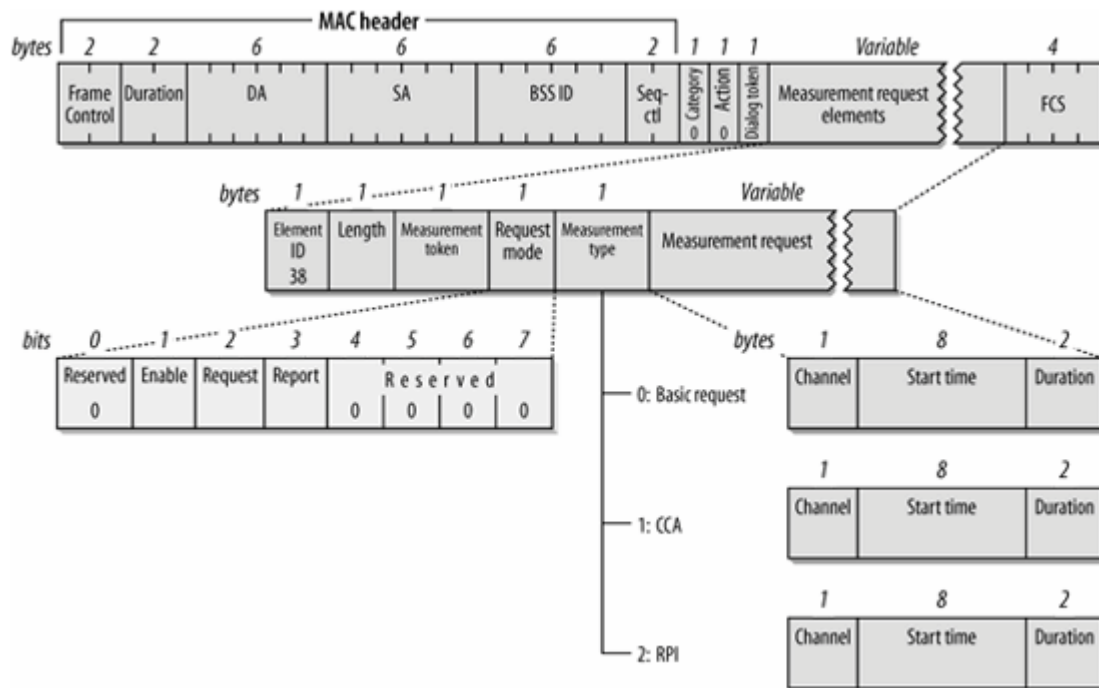 MAC header
bytes 2 2 6 6 6 2 1 1 1 Variable 4
Frame Control Duration DA SA BSS ID Seq-ctl Category 0 Action 0 Dialog token Measurement request elements FCS
bytes 1 1 1 1 1 Variable
Element ID 38 Length Measurement token Request mode Measurement type Measurement request
bits 0 1 2 3 4 5 6 7
Reserved 0 Enable Request Report Reserved 0 0 0 0
bytes 1 8 2
0: Basic request
Channel Start time Duration
1 8 2
1: CCA
Channel Start time Duration
1 8 2
2: RPI
Channel Start time Duration